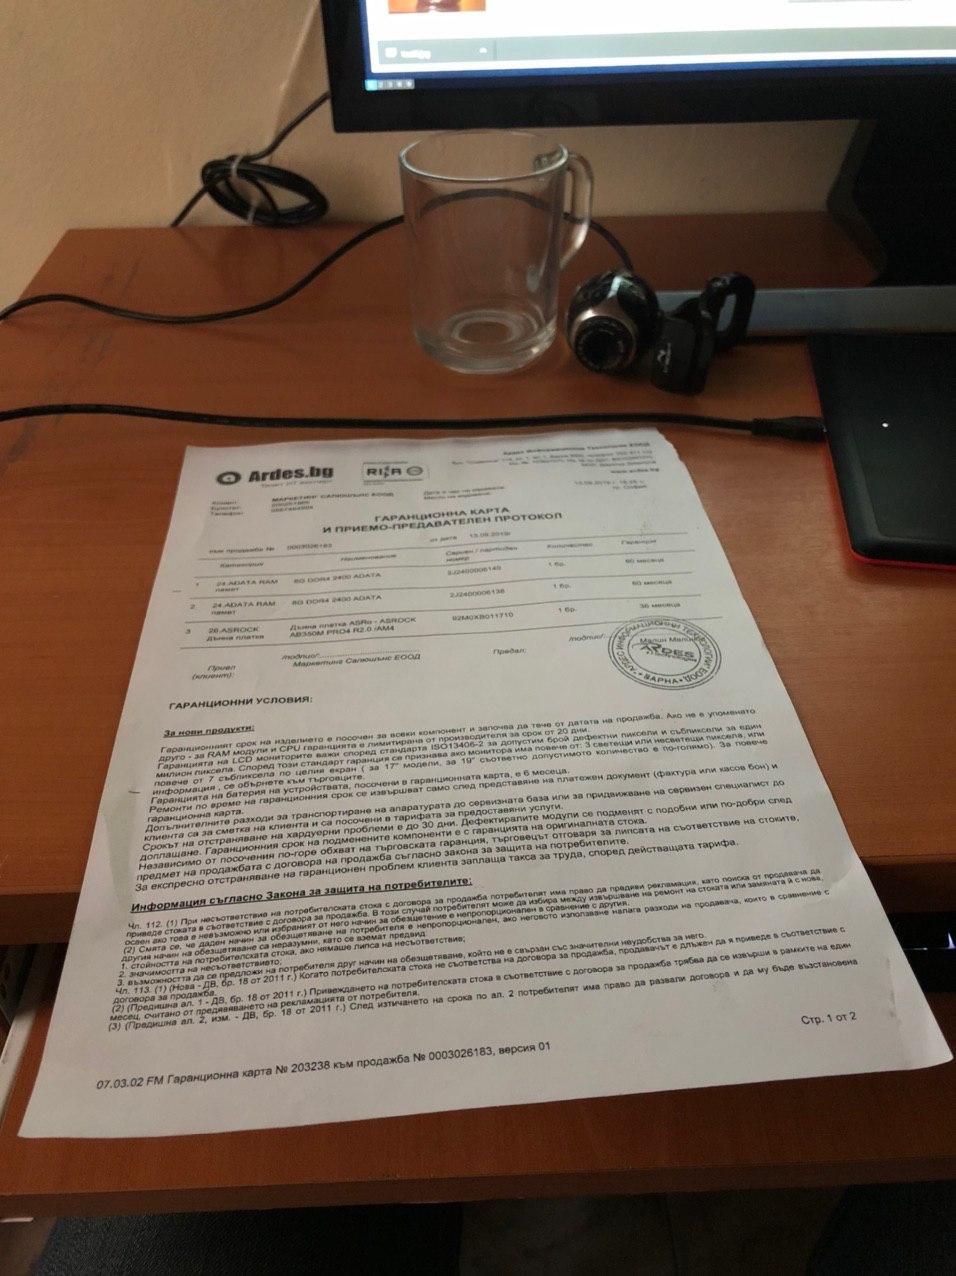 Ardes.bg
www.ardes.bg
МАРКЕТИНГ САЛЮШЪНС ЕООД
гр. София
ГАРАНЦИОННА КАРТА
И ПРИЕМО-ПРЕДАВАТЕЛЕН ПРОТОКОЛ
към продажба № 0003026183 от дата 13.09.2019г
Категория Наименование Сериен / партиден номер Количество Гаранция
1 24.ADATA RAM памет 8G DDR4 2400 ADATA 2J2400006140 1 бр. 60 месеца
2 24.ADATA RAM памет 8G DDR4 2400 ADATA 2J2400006138 1 бр. 60 месеца
3 26.ASROCK Дънна платка Дънна платка ASRo - ASROCK AB350M PRO4 R2.0 /AM4 92MCXB011710 1 бр. 36 месеца
Приел (клиент): /подпис/:
Маркетинг Салюшънс ЕООД
Предал: /подпис/:
ARDES
ВАРНА
ГАРАНЦИОННИ УСЛОВИЯ:
За нови продукти:
Гаранционният срок на изделието е посочен за всеки компонент и започва да тече от датата на продажба. Ако не е упоменато
друго - за RAM модули и CPU гаранцията е лимитирана от производителя за срок от 20 дни.
Гаранцията на LCD мониторите важи според стандарта ISO13406-2 за допустим брой дефектни пиксели и събпиксели за един
милион пиксела. Според този стандарт гаранция се признава ако монитора има повече от: 3 светещи или несветещи пиксела, или
повече от 7 събпиксела по целия екран ( за 17" модели, за 19" съответно допустимото количество е по-голямо). За повече
информация , се обърнете към търговците.
Гаранцията на батерия на устройствата, посочени в гаранционната карта, е 6 месеца.
Ремонти по време на гаранционния срок се извършват само след представяне на платежен документ (фактура или касов бон) и
гаранционна карта.
Допълнителните разходи за транспортиране на апаратурата до сервизната база или за придвижване на сервизен специалист до
клиента са за сметка на клиента и са посочени в тарифата за предоставяни услуги.
Срокът на отстраняване на хардуерни проблеми е до 30 дни. Дефектиралите модули се подменят с подобни или по-добри след
доплащане. Гаранционния срок на подменените компоненти е с гаранцията на оригиналната стока.
Независимо от посочения по-горе обхват на търговската гаранция, търговецът отговаря за липсата на съответствие на стоките,
предмет на продажбата с договора на продажба съгласно закона за защита на потребителите.
За експресно отстраняване на гаранционен проблем клиента заплаща такса за труда, според действащата тарифа.
Информация съгласно Закона за защита на потребителите:
Чл. 112. (1) При несъответствие на потребителската стока с договора за продажба потребителят има право да предяви рекламация, като поиска от продавача да
приведе стоката в съответствие с договора за продажба. В този случай потребителят може да избира между извършване на ремонт на стоката или замяната й с нова,
освен ако това е невъзможно или избраният от него начин за обезщетение е непропорционален в сравнение с другия.
(2) Смята се, че даден начин за обезщетяване на потребителя е непропорционален, ако неговото използване налага разходи на продавача, които в сравнение с
другия начин на обезщетяване са неразумни, като се вземат предвид:
1. стойността на потребителската стока, ако нямаше липса на несъответствие;
2. значимостта на несъответствието;
3. възможността да се предложи на потребителя друг начин на обезщетяване, който не е свързан със значителни неудобства за него.
Чл. 113. (1) (Нова - ДВ, бр. 18 от 2011 г.) Когато потребителската стока не съответства на договора за продажба, продавачът е длъжен да я приведе в съответствие с
договора за продажба.
(2) (Предишна ал. 1 - ДВ, бр. 18 от 2011 г.) Привеждането на потребителската стока в съответствие с договора за продажба трябва да се извърши в рамките на един
месец, считано от предявяването на рекламацията от потребителя.
(3) (Предишна ал. 2, изм. - ДВ, бр. 18 от 2011 г.) След изтичането на срока по ал. 2 потребителят има право да развали договора и да му бъде възстановена
Стр. 1 от 2
07.03.02 FM Гаранционна карта № 203238 към продажба № 0003026183, версия 01